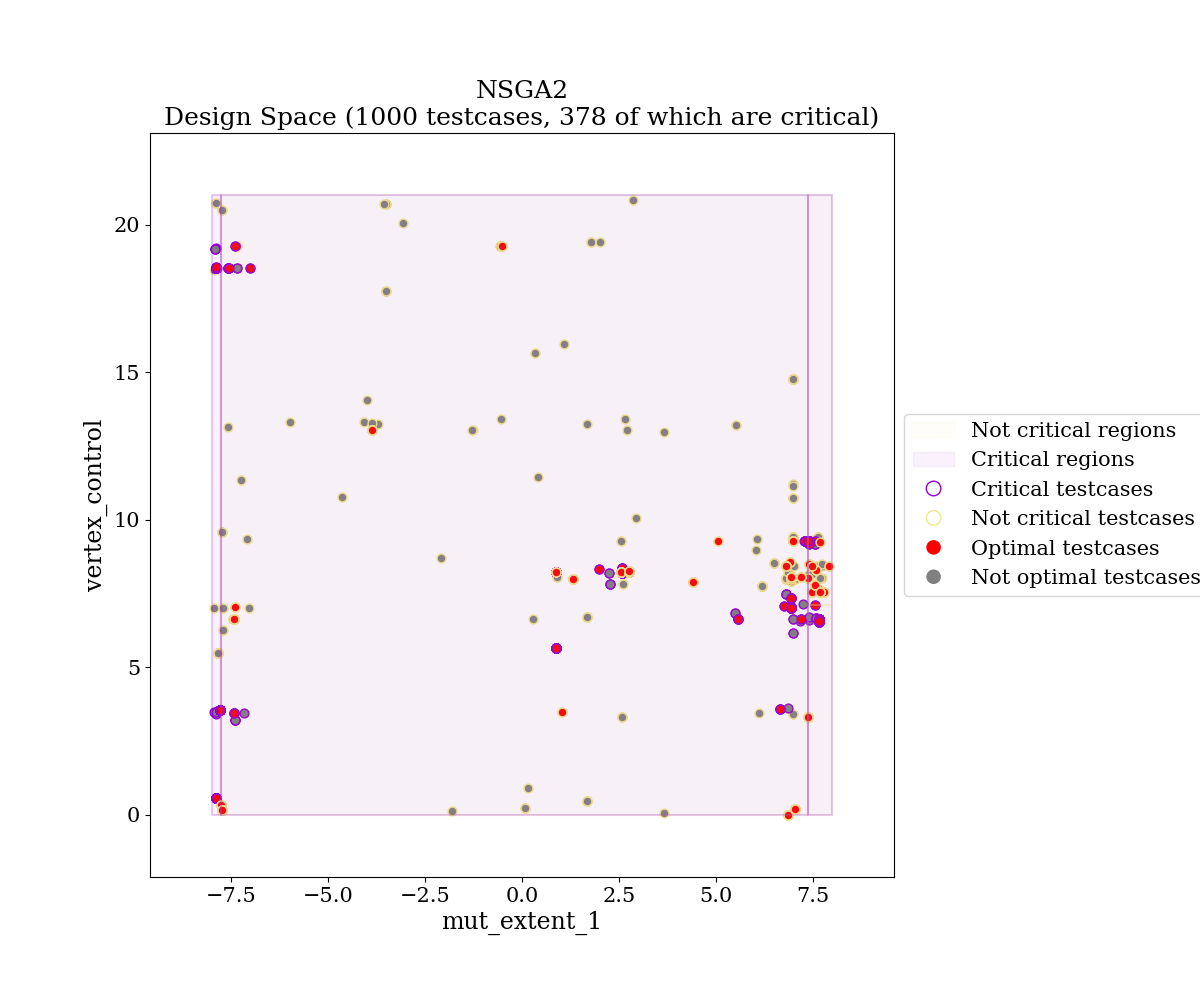 NSGA2
Design Space (1000 testcases, 378 of which are critical)
20
15
10
5
0
vertex_control
−7.5 −5.0 −2.5 0.0 2.5 5.0 7.5
mut_extent_1
Not critical regions
Critical regions
Critical testcases
Not critical testcases
Optimal testcases
Not optimal testcases